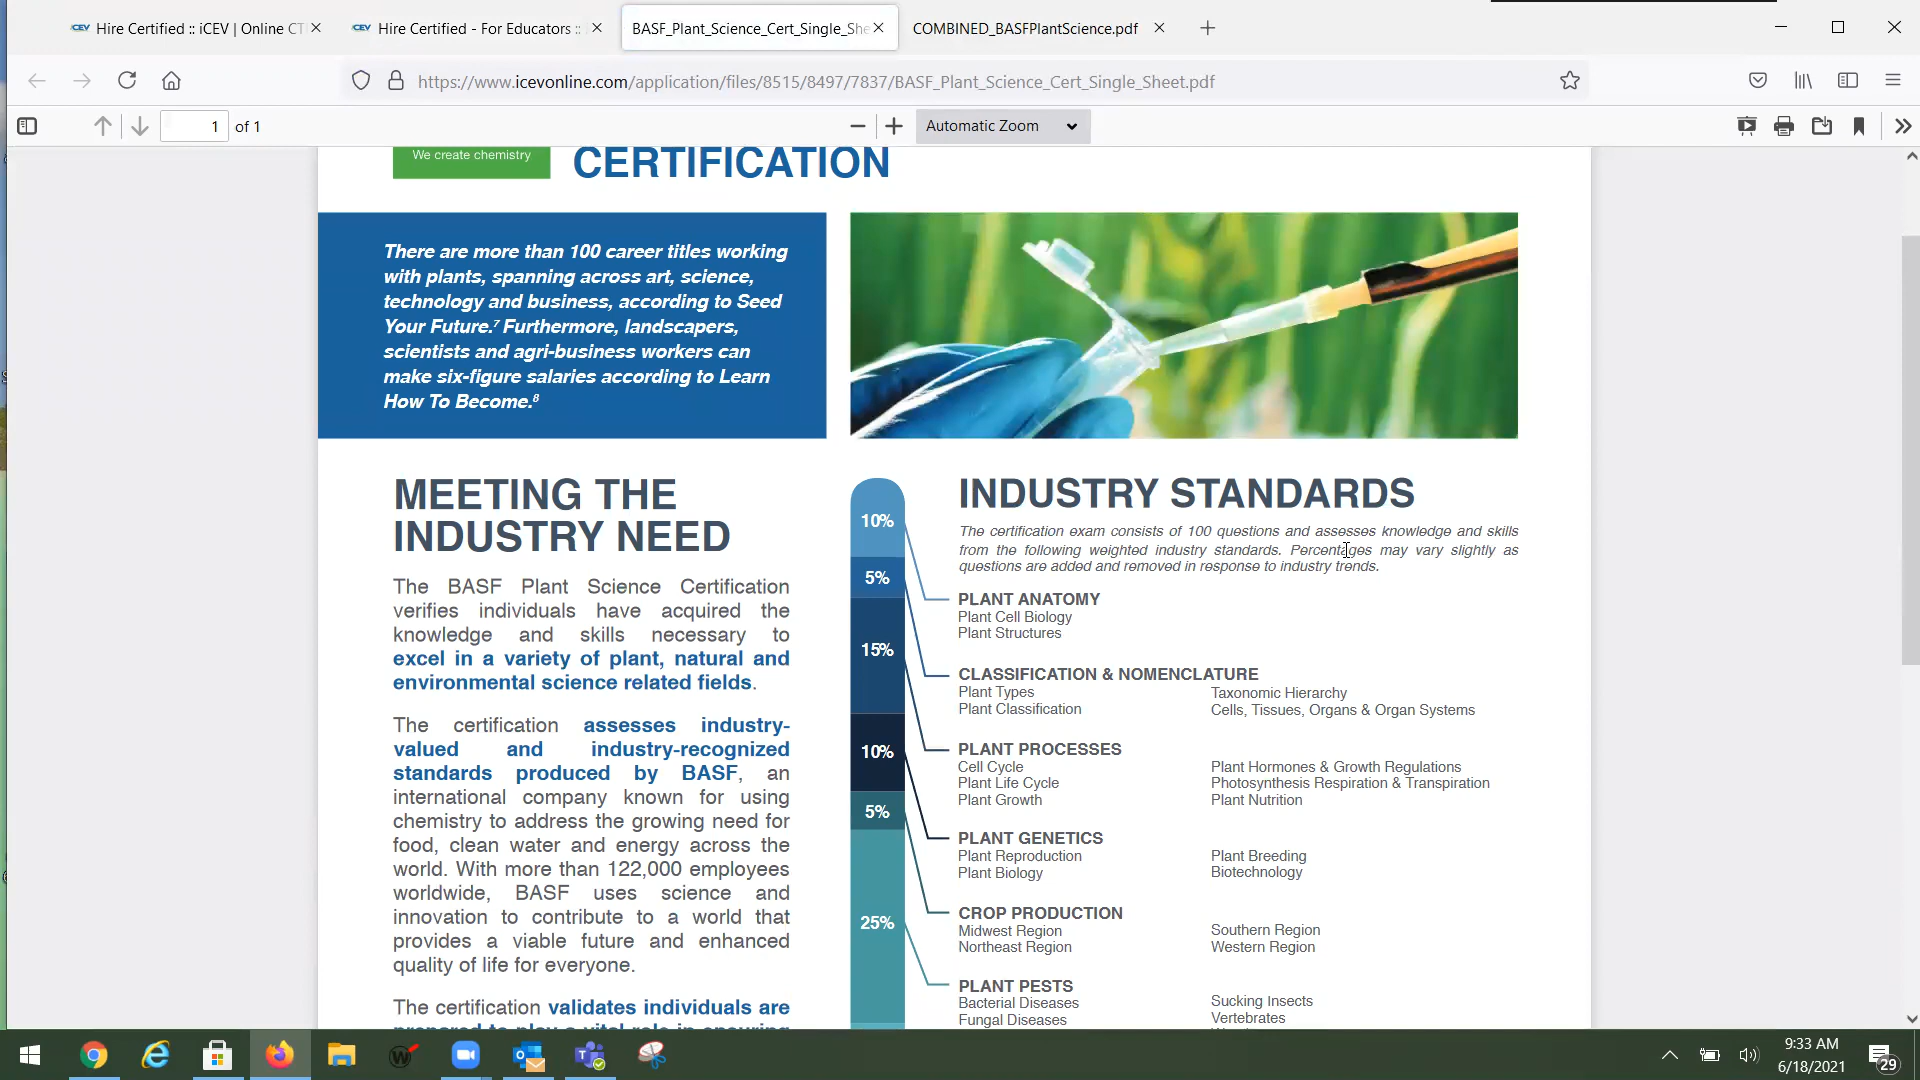 Hire Certified :: iCEV | Online CT
Hire Certified - For Educators ::
BASF_Plant_Science_Cert_Single_She
COMBINED_BASFPlantScience.pdf
https://www.icevonline.com/application/files/8515/8497/7837/BASF_Plant_Science_Cert_Single_Sheet.pdf
1 of 1
Automatic Zoom
We create chemistry
CERTIFICATION
There are more than 100 career titles working
with plants, spanning across art, science,
technology and business, according to Seed
Your Future.⁷ Furthermore, landscapers,
scientists and agri-business workers can
make six-figure salaries according to Learn
How To Become.⁸
MEETING THE
INDUSTRY NEED
The BASF Plant Science Certification
verifies individuals have acquired the
knowledge and skills necessary to
excel in a variety of plant, natural and
environmental science related fields.
The certification assesses industry-
valued and industry-recognized
standards produced by BASF, an
international company known for using
chemistry to address the growing need for
food, clean water and energy across the
world. With more than 122,000 employees
worldwide, BASF uses science and
innovation to contribute to a world that
provides a viable future and enhanced
quality of life for everyone.
The certification validates individuals are
prepared to play a vital role in ensuring
10%
5%
15%
10%
5%
25%
INDUSTRY STANDARDS
The certification exam consists of 100 questions and assesses knowledge and skills
from the following weighted industry standards. Percentages may vary slightly as
questions are added and removed in response to industry trends.
PLANT ANATOMY
Plant Cell Biology
Plant Structures
CLASSIFICATION & NOMENCLATURE
Plant Types
Plant Classification
Taxonomic Hierarchy
Cells, Tissues, Organs & Organ Systems
PLANT PROCESSES
Cell Cycle
Plant Life Cycle
Plant Growth
Plant Hormones & Growth Regulations
Photosynthesis Respiration & Transpiration
Plant Nutrition
PLANT GENETICS
Plant Reproduction
Plant Biology
Plant Breeding
Biotechnology
CROP PRODUCTION
Midwest Region
Northeast Region
Southern Region
Western Region
PLANT PESTS
Bacterial Diseases
Fungal Diseases
Sucking Insects
Vertebrates
9:33 AM
6/18/2021
29